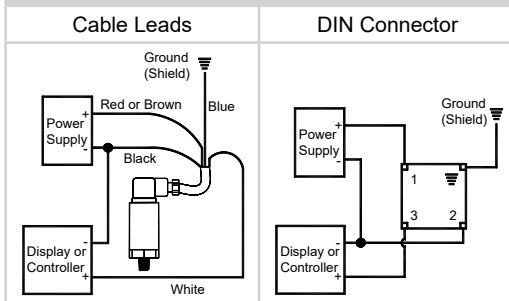 Cable Leads
DIN Connector
Ground
(Shield)
Red or Brown
Blue
+
Power
Supply
-
Black
-
Display or
Controller
+
White
Ground
(Shield)
+
Power
Supply
-
1
3 2
-
Display or
Controller
+